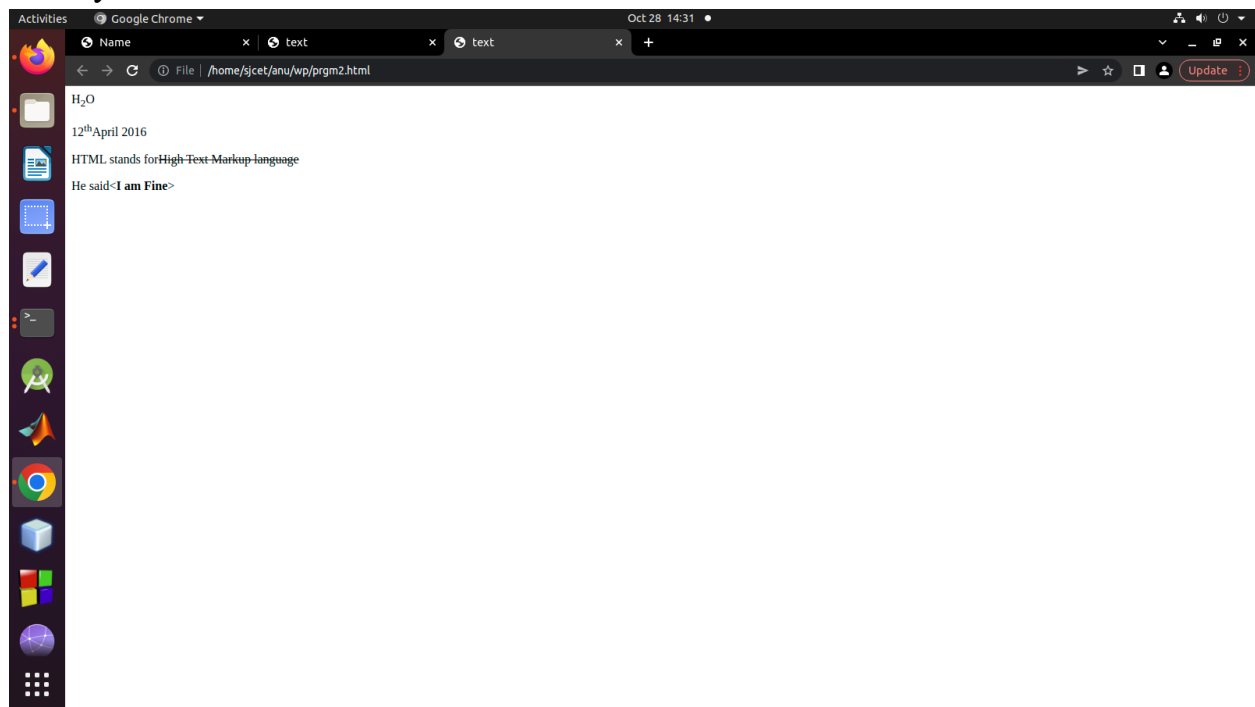 Activities Google Chrome Oct 28 14:31
Name text text
File /home/sjcet/anu/wp/prgm2.html Update
H₂O
12ᵗʰApril 2016
HTML stands forHigh Text Markup language
He said<I am Fine>